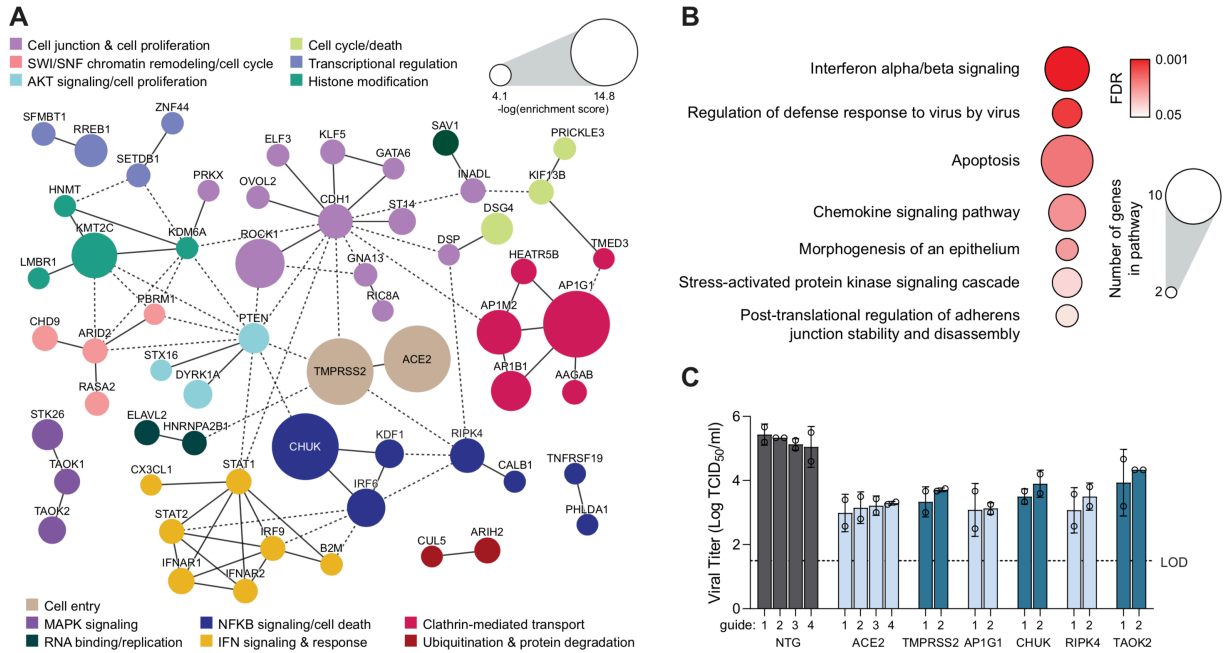 A
Cell junction & cell proliferation
SWI/SNF chromatin remodeling/cell cycle
AKT signaling/cell proliferation
Cell cycle/death
Transcriptional regulation
Histone modification
4.1
14.8
-log(enrichment score)
SFMBT1
RREB1
ZNF44
SETDB1
HNMT
PRKX
KMT2C
KDM6A
LMBR1
PBRM1
CHD9
ARID2
RASA2
ELF3
KLF5
GATA6
OVOL2
CDH1
ST14
ROCK1
GNA13
RIC8A
SAV1
INADL
PRICKLE3
KIF13B
DSG4
DSP
TMED3
HEATR5B
AP1G1
AP1M2
AP1B1
AAGAB
PTEN
STX16
DYRK1A
TMPRSS2
ACE2
STK26
TAOK1
TAOK2
ELAVL2
HNRNPA2B1
CHUK
KDF1
RIPK4
CALB1
IRF6
TNFRSF19
PHLDA1
CX3CL1
STAT1
STAT2
IRF9
B2M
IFNAR1
IFNAR2
CUL5
ARIH2
Cell entry
MAPK signaling
RNA binding/replication
NFKB signaling/cell death
IFN signaling & response
Clathrin-mediated transport
Ubiquitination & protein degradation
B
Interferon alpha/beta signaling
Regulation of defense response to virus by virus
Apoptosis
Chemokine signaling pathway
Morphogenesis of an epithelium
Stress-activated protein kinase signaling cascade
Post-translational regulation of adherens
junction stability and disassembly
FDR
0.001
0.05
Number of genes
in pathway
10
2
C
Viral Titer (Log TCID50/ml)
6
4
2
0
LOD
guide: 1 2 3 4 1 2 3 4 1 2 1 2 1 2 1 2 1 2
NTG ACE2 TMPRSS2 AP1G1 CHUK RIPK4 TAOK2